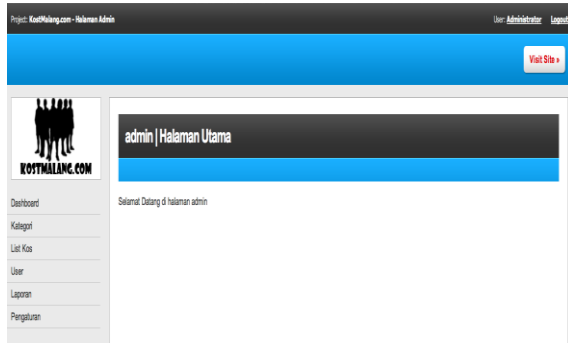 Project: KostMalang.com - Halaman Admin
User: Administrator Logout
Visit Site »
KOSTMALANG.COM
admin | Halaman Utama
Selamat Datang di halaman admin
Dashboard
Kategori
List Kos
User
Laporan
Pengaturan